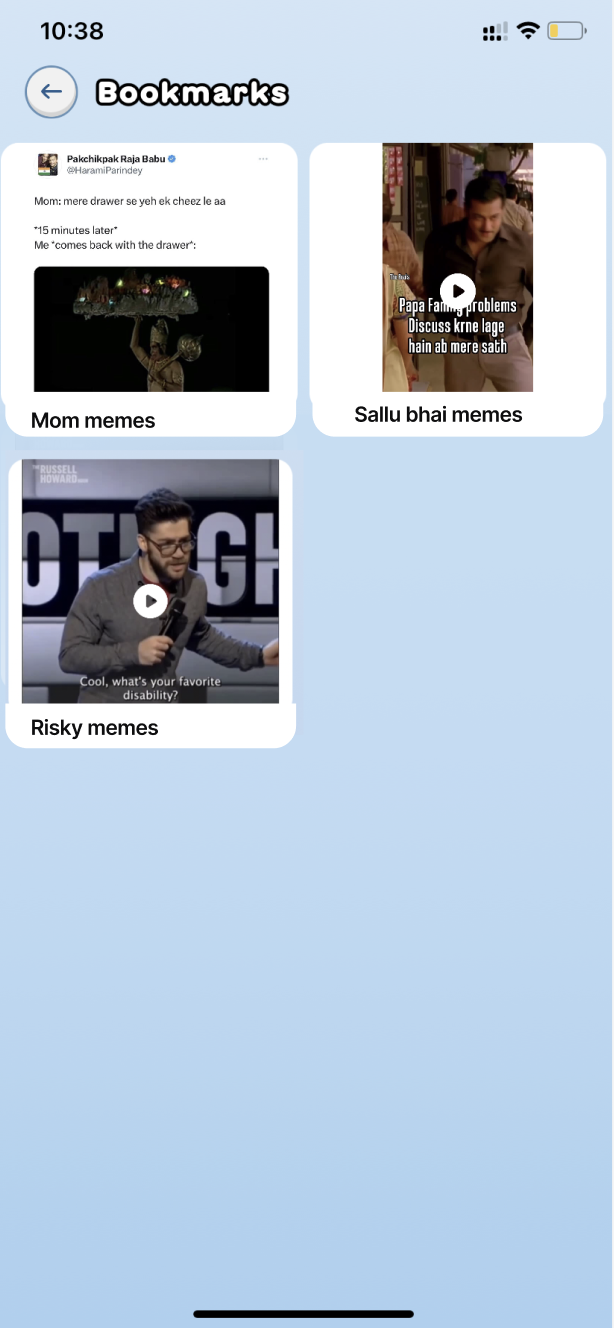 10:38
Bookmarks
Pakchikpak Raja Babu
@HaramiParindey
Mom: mere drawer se yeh ek cheez le aa
*15 minutes later*
Me *comes back with the drawer*:
Mom memes
Papa Family problems
Discuss krne lage
hain ab mere sath
Sallu bhai memes
THE RUSSELL
HOWARD
Cool, what's your favorite
disability?
Risky memes